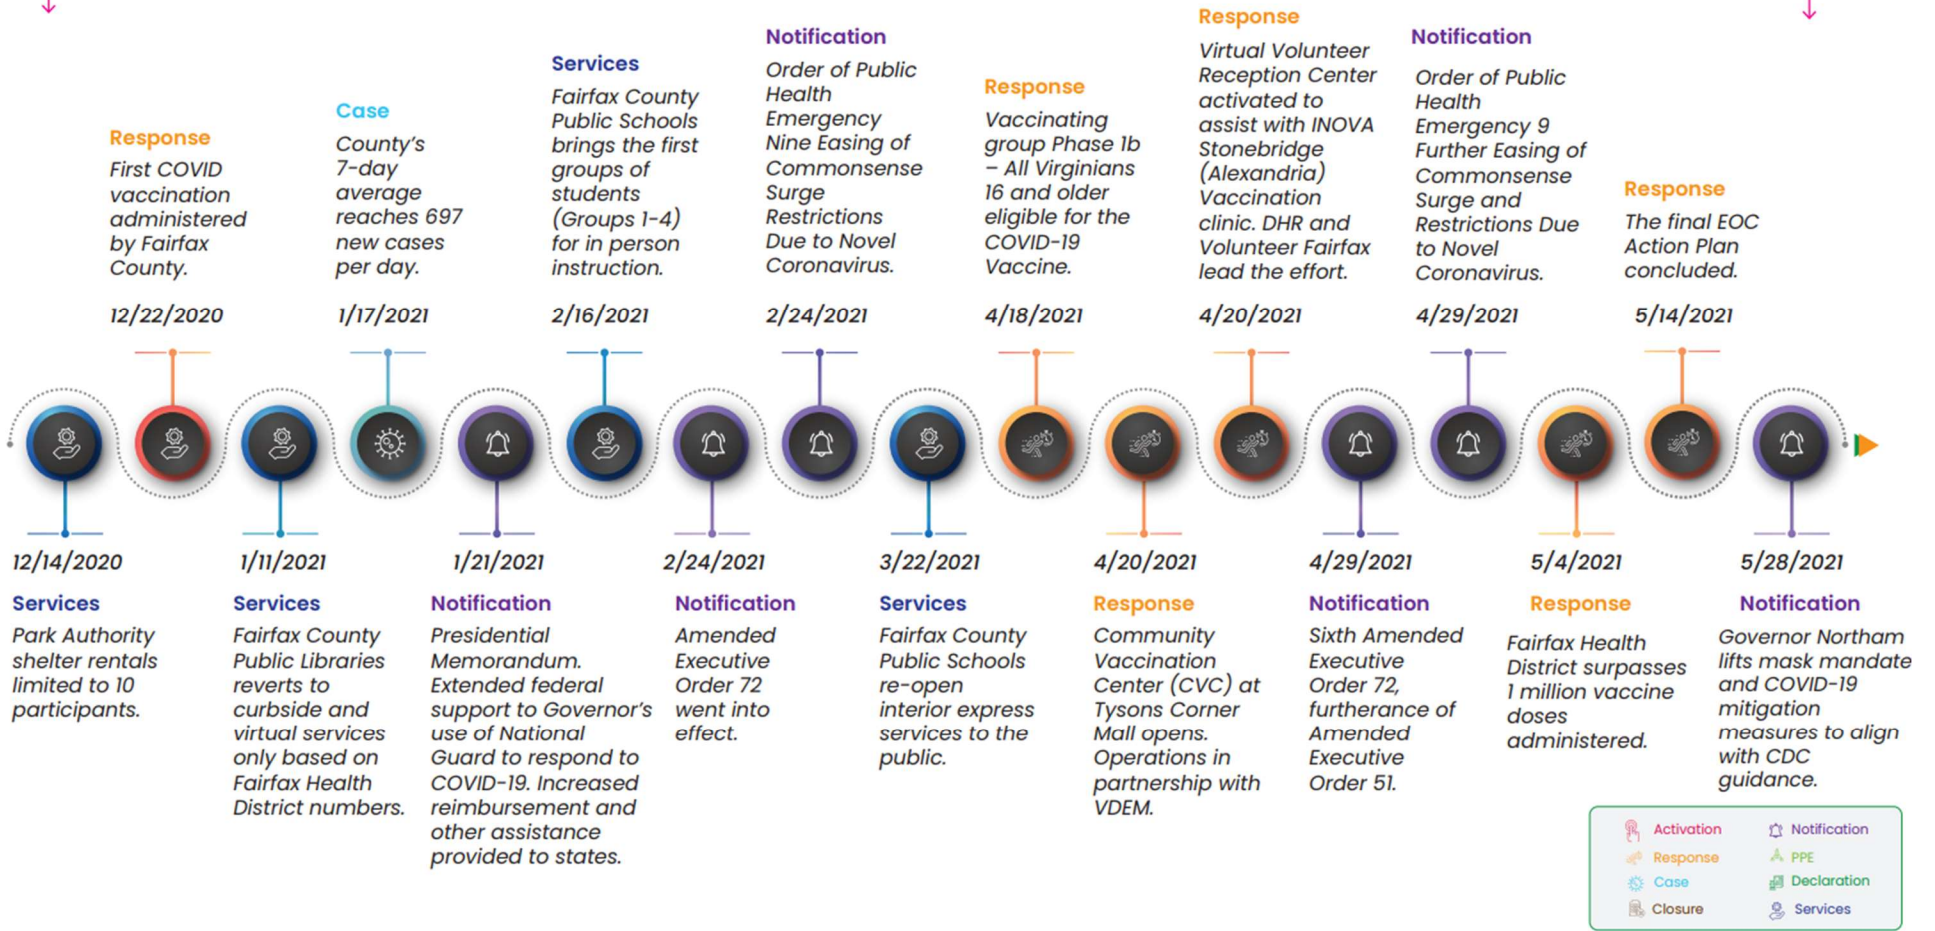 Response
First COVID
vaccination
administered
by Fairfax
County.
12/22/2020
Case
County's
7-day
average
reaches 697
new cases
per day.
1/17/2021
Services
Fairfax County
Public Schools
brings the first
groups of
students
(Groups 1-4)
for in person
instruction.
2/16/2021
Notification
Order of Public
Health
Emergency
Nine Easing of
Commonsense
Surge
Restrictions
Due to Novel
Coronavirus.
2/24/2021
Response
Vaccinating
group Phase 1b
– All Virginians
16 and older
eligible for the
COVID-19
Vaccine.
4/18/2021
Response
Virtual Volunteer
Reception Center
activated to
assist with INOVA
Stonebridge
(Alexandria)
Vaccination
clinic. DHR and
Volunteer Fairfax
lead the effort.
4/20/2021
Notification
Order of Public
Health
Emergency 9
Further Easing of
Commonsense
Surge and
Restrictions Due
to Novel
Coronavirus.
4/29/2021
Response
The final EOC
Action Plan
concluded.
5/14/2021
12/14/2020
Services
Park Authority
shelter rentals
limited to 10
participants.
1/11/2021
Services
Fairfax County
Public Libraries
reverts to
curbside and
virtual services
only based on
Fairfax Health
District numbers.
1/21/2021
Notification
Presidential
Memorandum.
Extended federal
support to Governor's
use of National
Guard to respond to
COVID-19. Increased
reimbursement and
other assistance
provided to states.
2/24/2021
Notification
Amended
Executive
Order 72
went into
effect.
3/22/2021
Services
Fairfax County
Public Schools
re-open
interior express
services to the
public.
4/20/2021
Response
Community
Vaccination
Center (CVC) at
Tysons Corner
Mall opens.
Operations in
partnership with
VDEM.
4/29/2021
Notification
Sixth Amended
Executive
Order 72,
furtherance of
Amended
Executive
Order 51.
5/4/2021
Response
Fairfax Health
District surpasses
1 million vaccine
doses
administered.
5/28/2021
Notification
Governor Northam
lifts mask mandate
and COVID-19
mitigation
measures to align
with CDC
guidance.
Activation
Response
Case
Closure
Notification
PPE
Declaration
Services